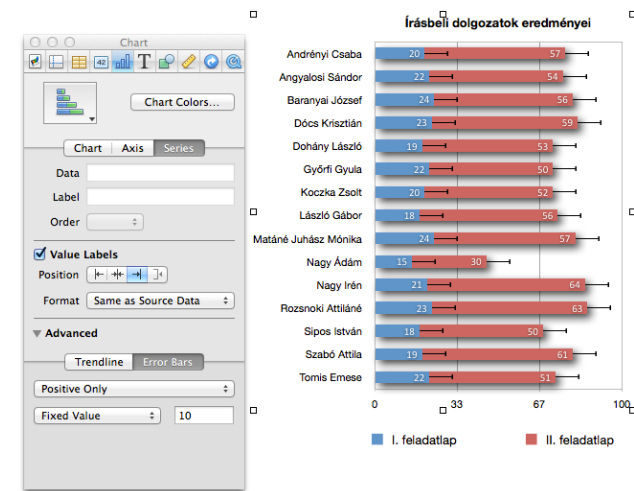 Chart
42
T
Chart Colors...
Chart Axis Series
Data
Label
Order
Value Labels
Position
Format Same as Source Data
Advanced
Trendline Error Bars
Positive Only
Fixed Value 10
Írásbeli dolgozatok eredményei
Andrényi Csaba 20 57
Angyalosi Sándor 22 54
Baranyai József 24 56
Dócs Krisztián 23 59
Dohány László 19 53
Győrfi Gyula 22 50
Koczka Zsolt 20 52
László Gábor 18 56
Matáné Juhász Mónika 24 57
Nagy Ádám 15 30
Nagy Irén 21 64
Rozsnoki Attiláné 23 63
Sipos István 18 50
Szabó Attila 19 61
Tomis Emese 22 51
0 33 67 100
I. feladatlap II. feladatlap